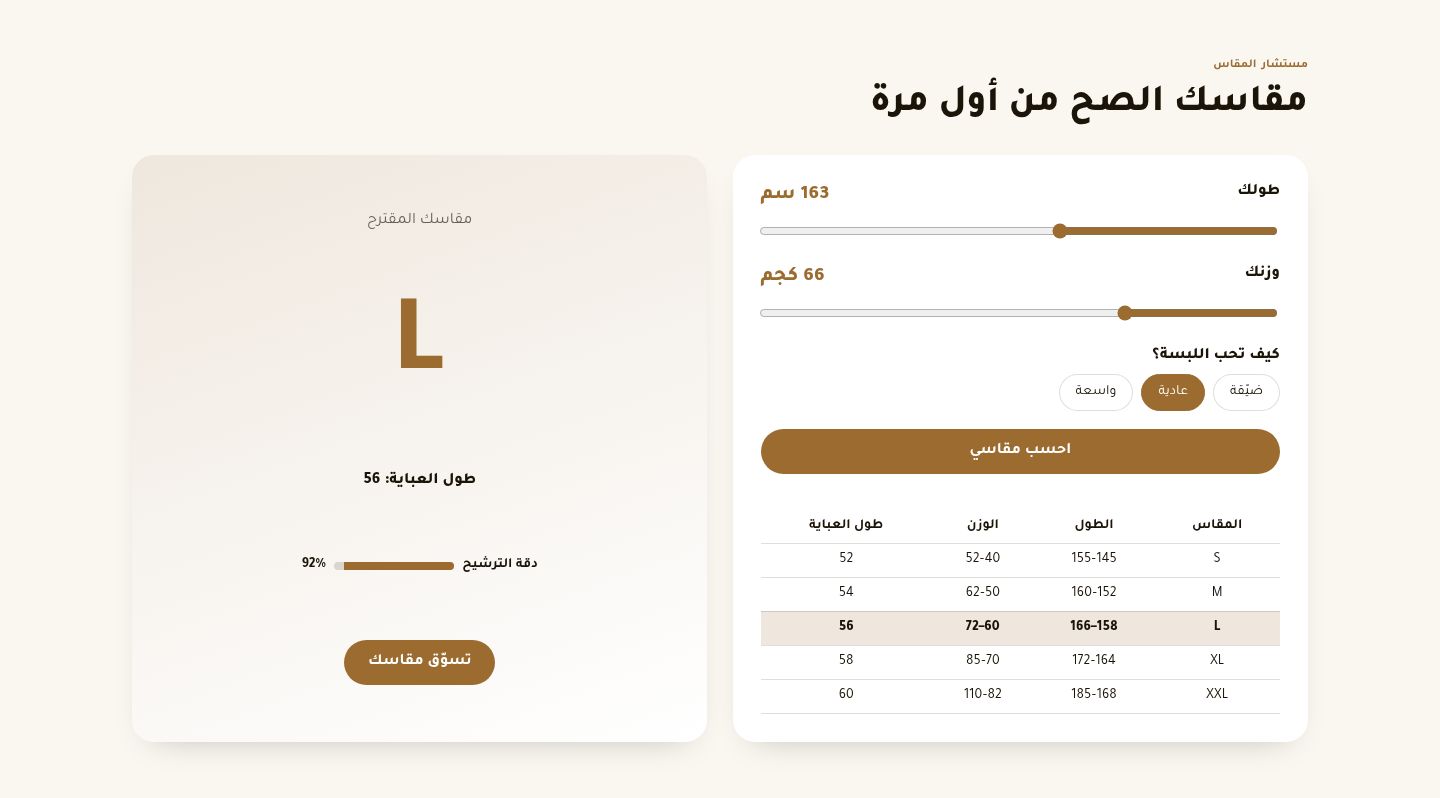 مستشار المقاس
مقاسك الصح من أول مرة
طولك
163 سم
وزنك
66 كجم
كيف تحب اللبسة؟
ضيّقة عادية واسعة
احسب مقاسي
المقاس الطول الوزن طول العباية
S 155-145 52-40 52
M 160-152 62-50 54
L 166–158 72–60 56
XL 172-164 85-70 58
XXL 185-168 110-82 60
مقاسك المقترح
L
طول العباية: 56
دقة الترشيح 92%
تسوّق مقاسك